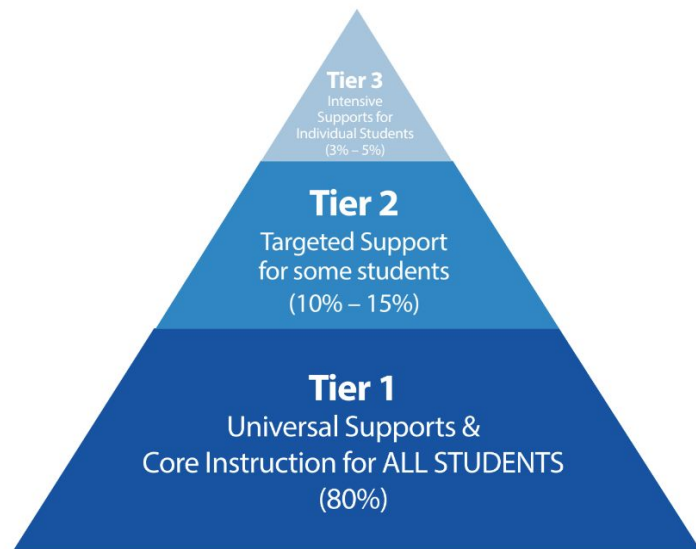 Tier 3
Intensive
Supports for
Individual Students
(3% – 5%)
Tier 2
Targeted Support
for some students
(10% – 15%)
Tier 1
Universal Supports &
Core Instruction for ALL STUDENTS
(80%)